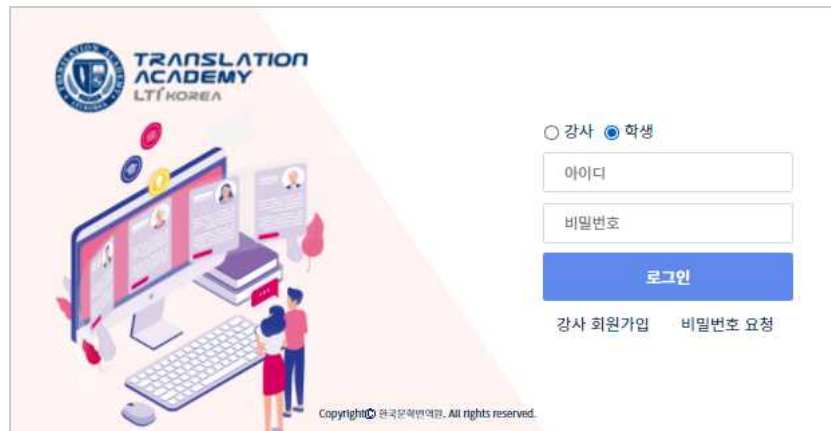 TRANSLATION
ACADEMY
LTI KOREA
강사 학생
아이디
비밀번호
로그인
강사 회원가입 비밀번호 요청
Copyright© 한국문학번역원. All rights reserved.